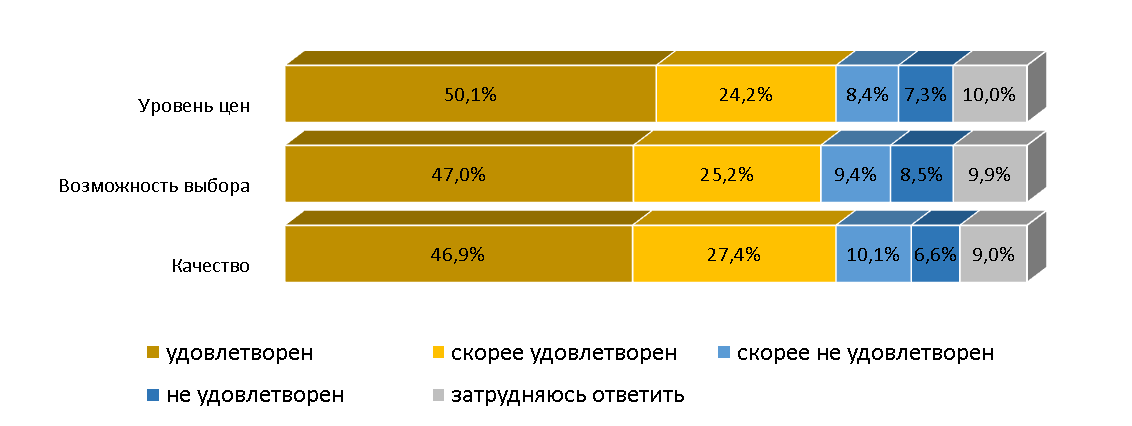 Уровень цен 50,1% 24,2% 8,4% 7,3% 10,0%
Возможность выбора 47,0% 25,2% 9,4% 8,5% 9,9%
Качество 46,9% 27,4% 10,1% 6,6% 9,0%
удовлетворен скорее удовлетворен скорее не удовлетворен
не удовлетворен затрудняюсь ответить